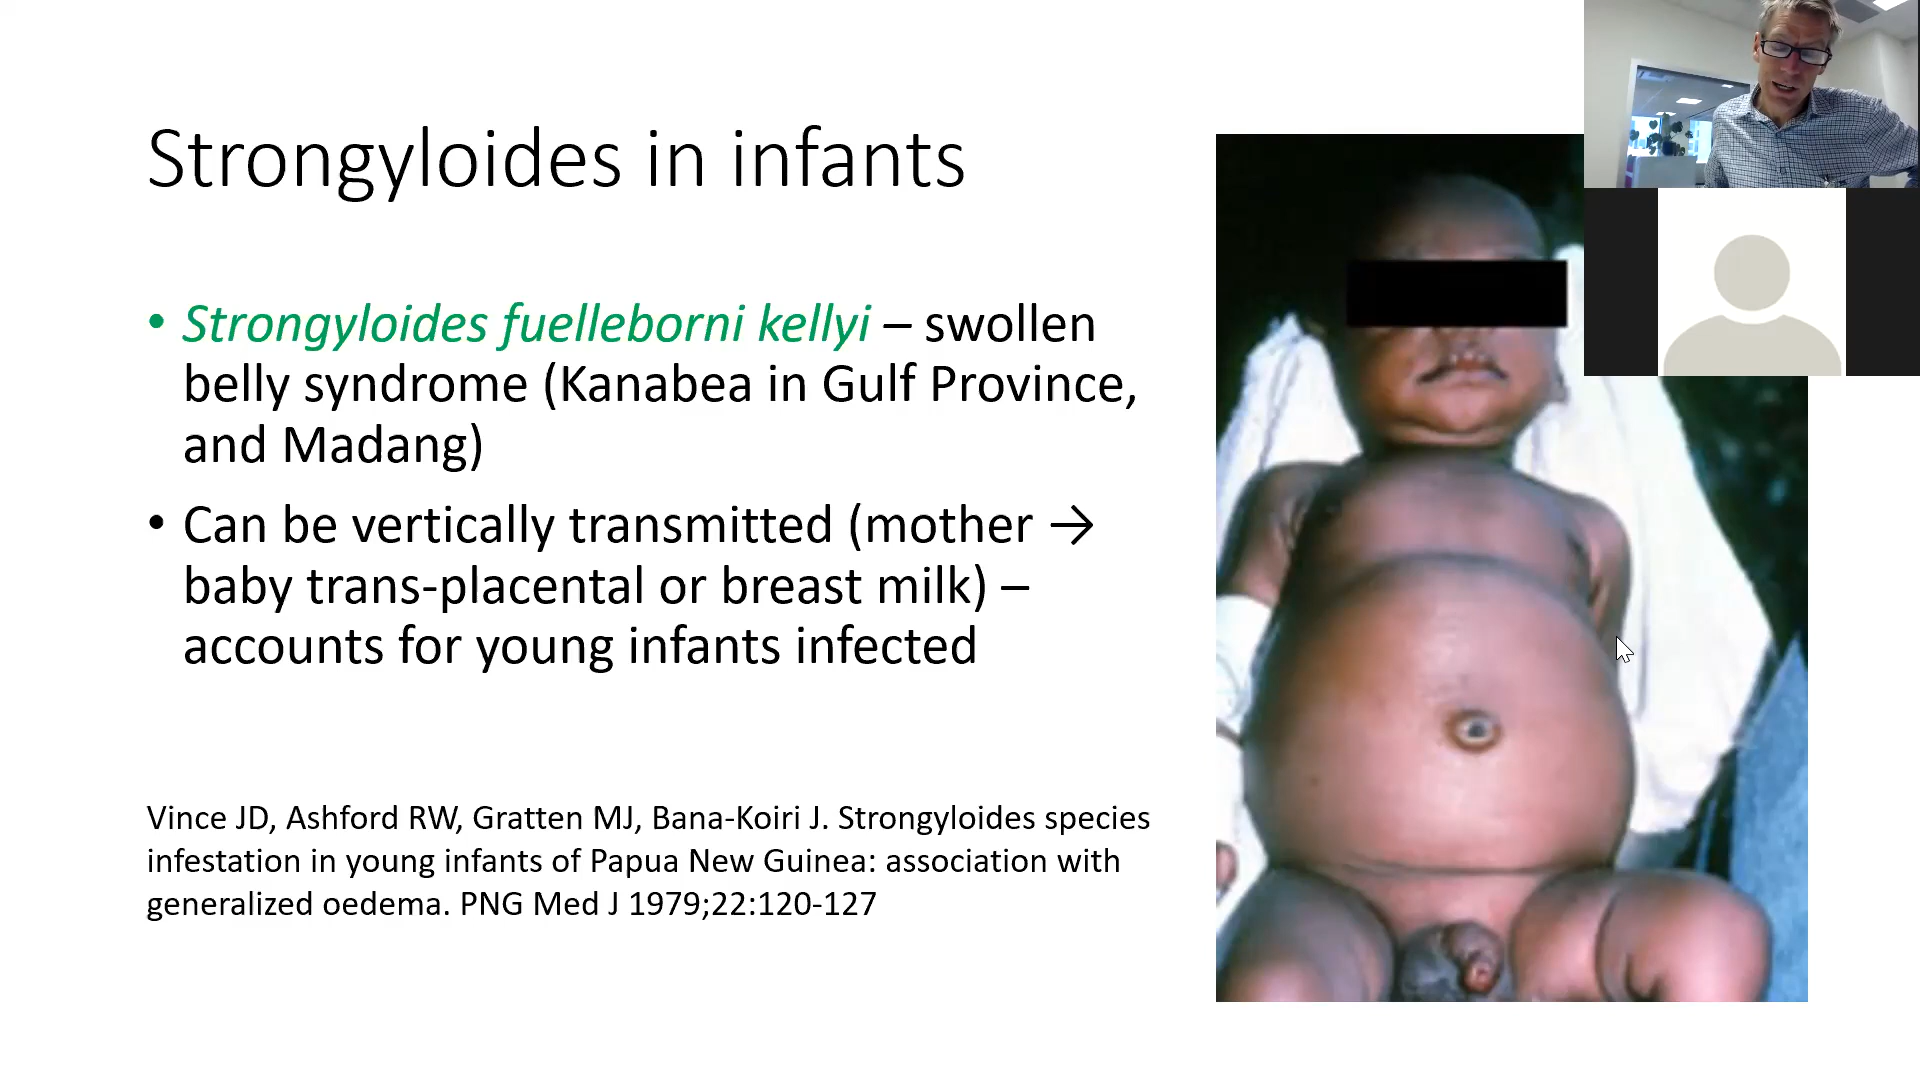 Strongyloides in infants
• Strongyloides fuelleborni kellyi – swollen
belly syndrome (Kanabea in Gulf Province,
and Madang)
• Can be vertically transmitted (mother →
baby trans-placental or breast milk) –
accounts for young infants infected
Vince JD, Ashford RW, Gratten MJ, Bana-Koiri J. Strongyloides species
infestation in young infants of Papua New Guinea: association with
generalized oedema. PNG Med J 1979;22:120-127